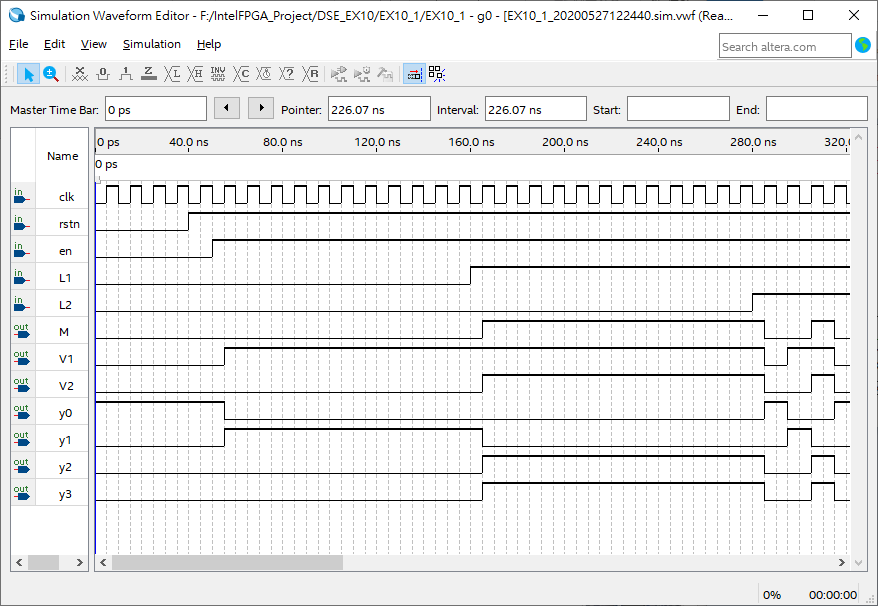 Simulation Waveform Editor - F:/IntelFPGA_Project/DSE_EX10/EX10_1/EX10_1 - g0 - [EX10_1_20200527122440.sim.vwf (Rea...
File Edit View Simulation Help
Search altera.com
Master Time Bar: 0 ps Pointer: 226.07 ns Interval: 226.07 ns Start: End:
Name
0 ps 40.0 ns 80.0 ns 120.0 ns 160.0 ns 200.0 ns 240.0 ns 280.0 ns 320.0
0 ps
in clk
in rstn
in en
in L1
in L2
out M
out V1
out V2
out y0
out y1
out y2
out y3
0% 00:00:00